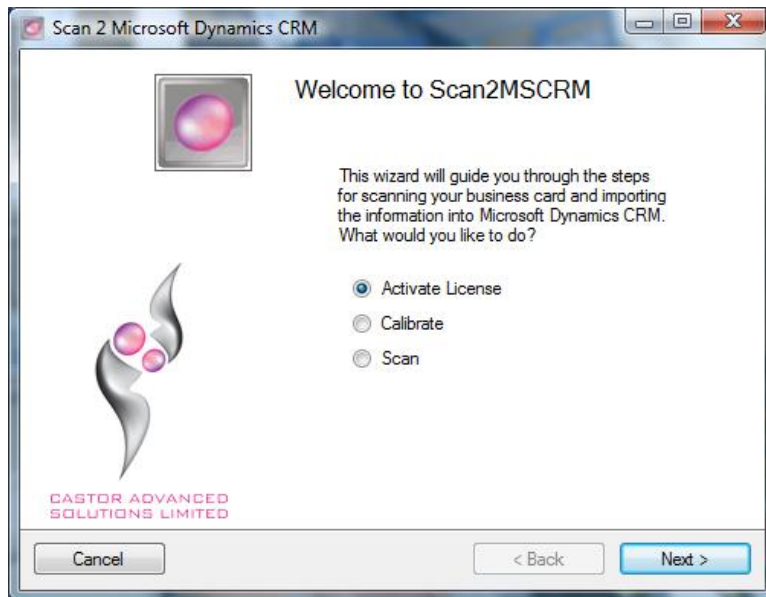 Scan 2 Microsoft Dynamics CRM
Welcome to Scan2MSCRM
This wizard will guide you through the steps
for scanning your business card and importing
the information into Microsoft Dynamics CRM.
What would you like to do?
Activate License
Calibrate
Scan
CASTOR ADVANCED
SOLUTIONS LIMITED
Cancel
< Back
Next >